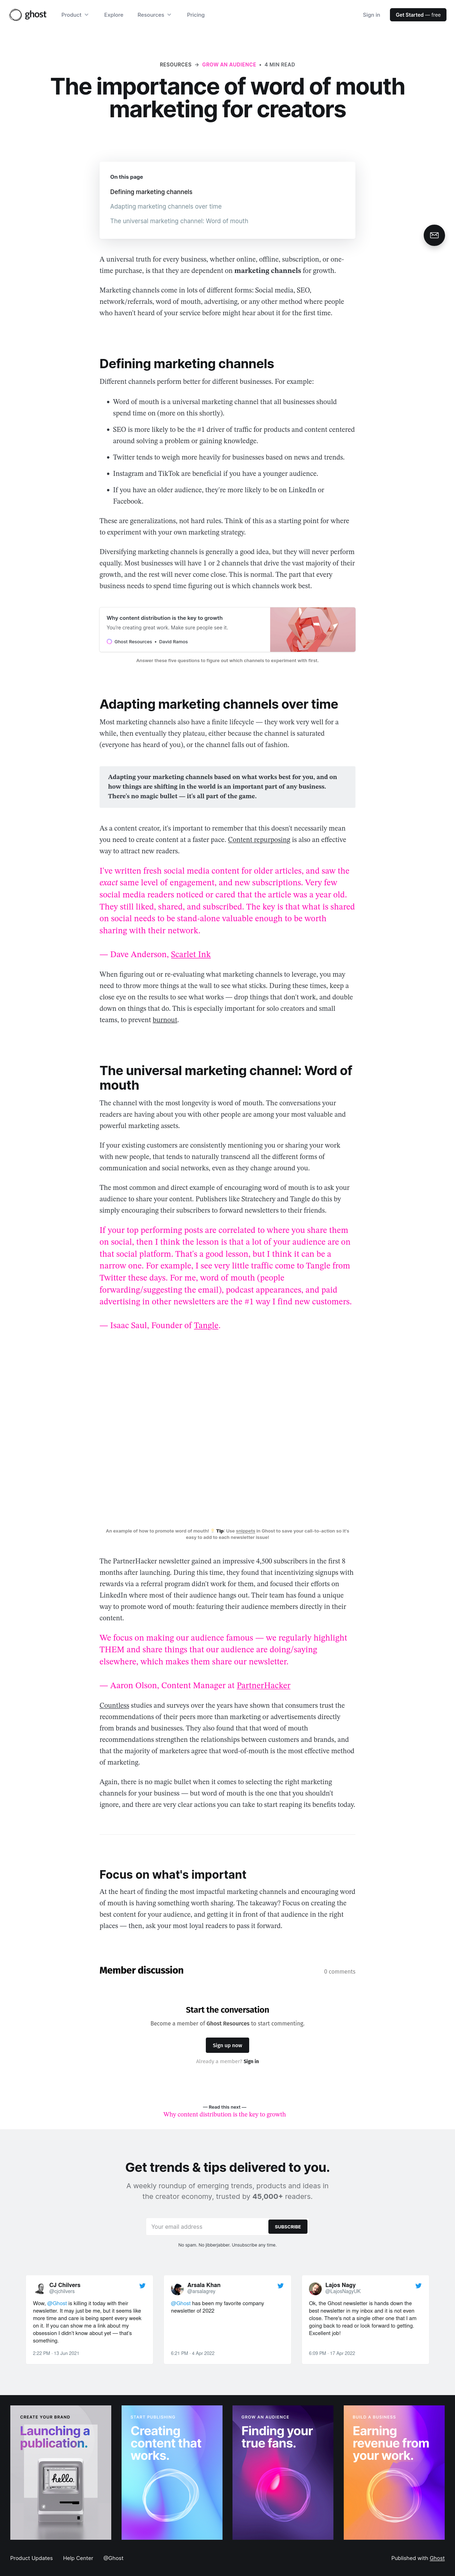 ghost
Product
Explore
Resources
Pricing
Sign in
Get Started — free
RESOURCES → GROW AN AUDIENCE • 4 MIN READ
The importance of word of mouth
marketing for creators
On this page
Defining marketing channels
Adapting marketing channels over time
The universal marketing channel: Word of mouth
A universal truth for every business, whether online, offline, subscription, or one-
time purchase, is that they are dependent on marketing channels for growth.
Marketing channels come in lots of different forms: Social media, SEO,
network/referrals, word of mouth, advertising, or any other method where people
who haven't heard of your service before might hear about it for the first time.
Defining marketing channels
Different channels perform better for different businesses. For example:
• Word of mouth is a universal marketing channel that all businesses should
spend time on (more on this shortly).
• SEO is more likely to be the #1 driver of traffic for products and content centered
around solving a problem or gaining knowledge.
• Twitter tends to weigh more heavily for businesses based on news and trends.
• Instagram and TikTok are beneficial if you have a younger audience.
• If you have an older audience, they're more likely to be on LinkedIn or
Facebook.
These are generalizations, not hard rules. Think of this as a starting point for where
to experiment with your own marketing strategy.
Diversifying marketing channels is generally a good idea, but they will never perform
equally. Most businesses will have 1 or 2 channels that drive the vast majority of their
growth, and the rest will never come close. This is normal. The part that every
business needs to spend time figuring out is which channels work best.
Why content distribution is the key to growth
You're creating great work. Make sure people see it.
Ghost Resources • David Ramos
Answer these five questions to figure out which channels to experiment with first.
Adapting marketing channels over time
Most marketing channels also have a finite lifecycle — they work very well for a
while, then eventually they plateau, either because the channel is saturated
(everyone has heard of you), or the channel falls out of fashion.
Adapting your marketing channels based on what works best for you, and on
how things are shifting in the world is an important part of any business.
There's no magic bullet — it's all part of the game.
As a content creator, it's important to remember that this doesn't necessarily mean
you need to create content at a faster pace. Content repurposing is also an effective
way to attract new readers.
I've written fresh social media content for older articles, and saw the
exact same level of engagement, and new subscriptions. Very few
social media readers noticed or cared that the article was a year old.
They still liked, shared, and subscribed. The key is that what is shared
on social needs to be stand-alone valuable enough to be worth
sharing with their network.
— Dave Anderson, Scarlet Ink
When figuring out or re-evaluating what marketing channels to leverage, you may
need to throw more things at the wall to see what sticks. During these times, keep a
close eye on the results to see what works — drop things that don't work, and double
down on things that do. This is especially important for solo creators and small
teams, to prevent burnout.
The universal marketing channel: Word of
mouth
The channel with the most longevity is word of mouth. The conversations your
readers are having about you with other people are among your most valuable and
powerful marketing assets.
If your existing customers are consistently mentioning you or sharing your work
with new people, that tends to naturally transcend all the different forms of
communication and social networks, even as they change around you.
The most common and direct example of encouraging word of mouth is to ask your
audience to share your content. Publishers like Stratechery and Tangle do this by
simply encouraging their subscribers to forward newsletters to their friends.
If your top performing posts are correlated to where you share them
on social, then I think the lesson is that a lot of your audience are on
that social platform. That's a good lesson, but I think it can be a
narrow one. For example, I see very little traffic come to Tangle from
Twitter these days. For me, word of mouth (people
forwarding/suggesting the email), podcast appearances, and paid
advertising in other newsletters are the #1 way I find new customers.
— Isaac Saul, Founder of Tangle.
An example of how to promote word of mouth! | Tip: Use snippets in Ghost to save your call-to-action so it's
easy to add to each newsletter issue!
The PartnerHacker newsletter gained an impressive 4,500 subscribers in the first 8
months after launching. During this time, they found that incentivizing signups with
rewards via a referral program didn't work for them, and focused their efforts on
LinkedIn where most of their audience hangs out. Their team has found a unique
way to promote word of mouth: featuring their audience members directly in their
content.
We focus on making our audience famous — we regularly highlight
THEM and share things that our audience are doing/saying
elsewhere, which makes them share our newsletter.
— Aaron Olson, Content Manager at PartnerHacker
Countless studies and surveys over the years have shown that consumers trust the
recommendations of their peers more than marketing or advertisements directly
from brands and businesses. They also found that that word of mouth
recommendations strengthen the relationships between customers and brands, and
that the majority of marketers agree that word-of-mouth is the most effective method
of marketing.
Again, there is no magic bullet when it comes to selecting the right marketing
channels for your business — but word of mouth is the one that you shouldn't
ignore, and there are very clear actions you can take to start reaping its benefits today.
Focus on what's important
At the heart of finding the most impactful marketing channels and encouraging word
of mouth is having something worth sharing. The takeaway? Focus on creating the
best content for your audience, and getting it in front of that audience in the right
places — then, ask your most loyal readers to pass it forward.
Member discussion
0 comments
Start the conversation
Become a member of Ghost Resources to start commenting.
Sign up now
Already a member? Sign in
— Read this next —
Why content distribution is the key to growth
Get trends & tips delivered to you.
A weekly roundup of emerging trends, products and ideas in
the creator economy, trusted by 45,000+ readers.
Your email address
SUBSCRIBE
No spam. No jibberjabber. Unsubscribe any time.
CJ Chilvers
@cjchilvers
Wow, @Ghost is killing it today with their
newsletter. It may just be me, but it seems like
more time and care is being spent every week
on it. If you can show me a link about my
obsession I didn't know about yet — that's
something.
2:22 PM · 13 Jun 2021
Arsala Khan
@arsalagrey
@Ghost has been my favorite company
newsletter of 2022
5:21 PM · 4 Apr 2022
Lajos Nagy
@LajosNagyUK
Ok, the Ghost newsletter is hands down the
best newsletter in my inbox and it is not even
close. There's not a single one so far that I am
going back to read or look forward to getting.
Excellent job!
6:09 PM · 17 Apr 2022
CREATE YOUR BRAND
Launching a
publication.
hello.
START PUBLISHING
Creating
content that
works.
GROW AN AUDIENCE
Finding your
true fans.
BUILD A BUSINESS
Earning
revenue from
your work.
Product Updates
Help Center
@Ghost
Published with Ghost